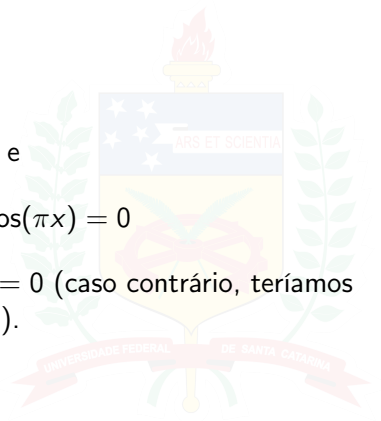 ARS ET SCIENTIA
e
os(πx) = 0
= 0 (caso contrário, teríamos
).
UNIVERSIDADE FEDERAL DE SANTA CATARINA